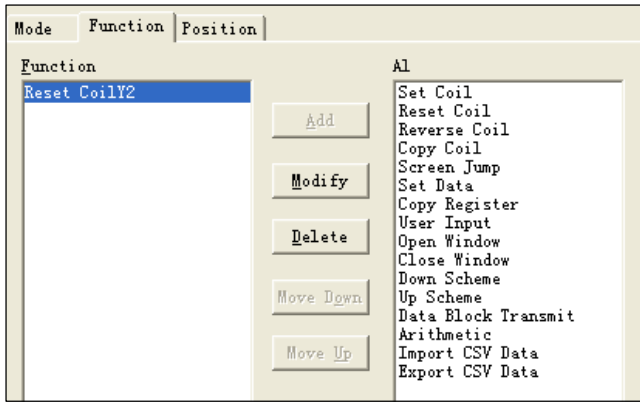 Mode Function Position
Function
Reset CoilY2
Add
Modify
Delete
Move Down
Move Up
Al
Set Coil
Reset Coil
Reverse Coil
Copy Coil
Screen Jump
Set Data
Copy Register
User Input
Open Window
Close Window
Down Scheme
Up Scheme
Data Block Transmit
Arithmetic
Import CSV Data
Export CSV Data